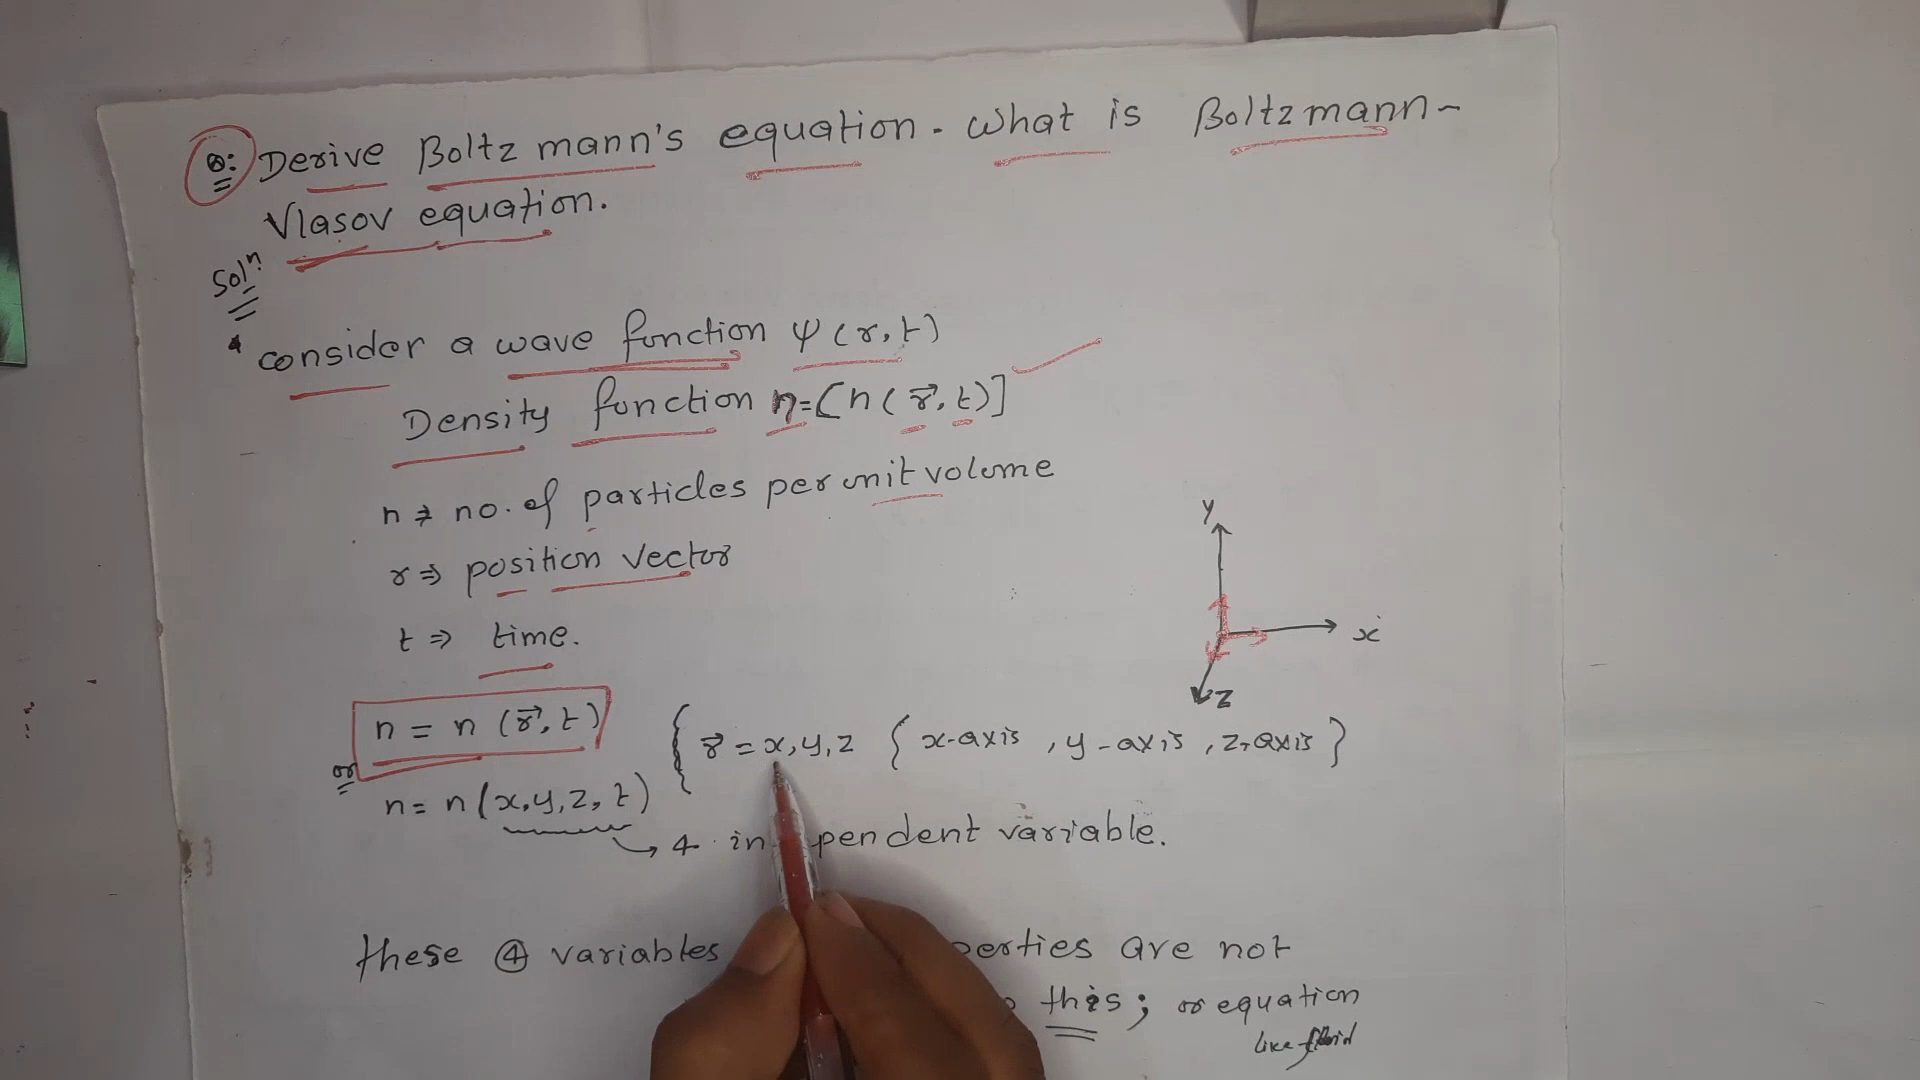 Q: Derive Boltzmann's equation. What is Boltzmann-
Vlasov equation.
Solⁿ
* consider a wave function ψ(r,t)
Density function n=[n(r⃗,t)]
n ⇒ no. of particles per unit volume
r ⇒ position vector
t ⇒ time.
n = n(r⃗,t)
or
n = n(x,y,z,t)
{r⃗ = x,y,z {x-axis, y-axis, z-axis}
→ 4 in pendent variable.
y
x
z
these ④ variables perties are not
this; or equation
like fluid